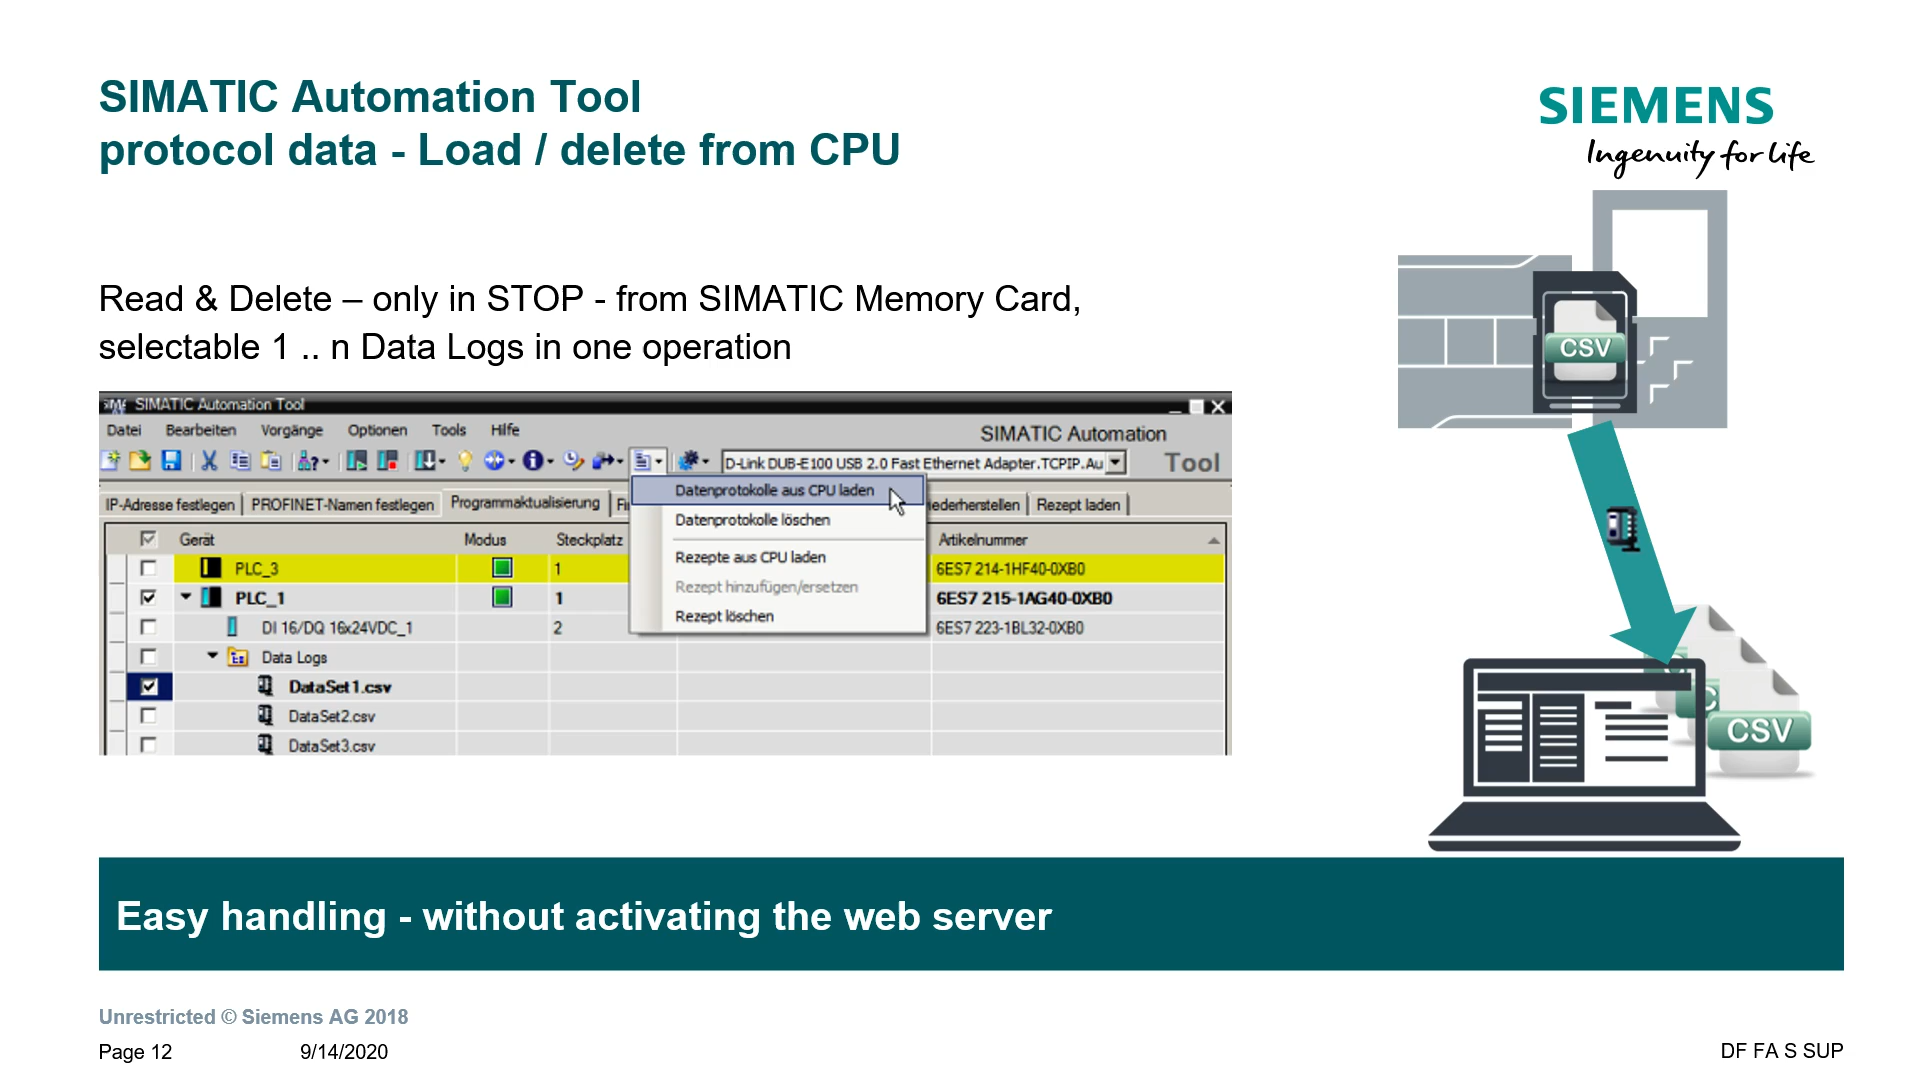 SIMATIC Automation Tool
protocol data - Load / delete from CPU
SIEMENS
Ingenuity for life
Read & Delete – only in STOP - from SIMATIC Memory Card,
selectable 1 .. n Data Logs in one operation
SIMATIC Automation Tool
Datei Bearbeiten Vorgänge Optionen Tools Hilfe
SIMATIC Automation
Tool
D-Link DUB-E100 USB 2.0 Fast Ethernet Adapter.TCPIP.Au
IP-Adresse festlegen PROFINET-Namen festlegen Programmaktualisierung Rezept laden
Datenprotokolle aus CPU laden
Datenprotokolle löschen
Rezepte aus CPU laden
Rezept hinzufügen/ersetzen
Rezept löschen
Gerät Modus Steckplatz Artikelnummer
PLC_3 1 6ES7 214-1HF40-0XB0
PLC_1 1 6ES7 215-1AG40-0XB0
DI 16/DQ 16x24VDC_1 2 6ES7 223-1BL32-0XB0
Data Logs
DataSet1.csv
DataSet2.csv
DataSet3.csv
CSV
CSV
Easy handling - without activating the web server
Unrestricted © Siemens AG 2018
Page 12 9/14/2020 DF FA S SUP